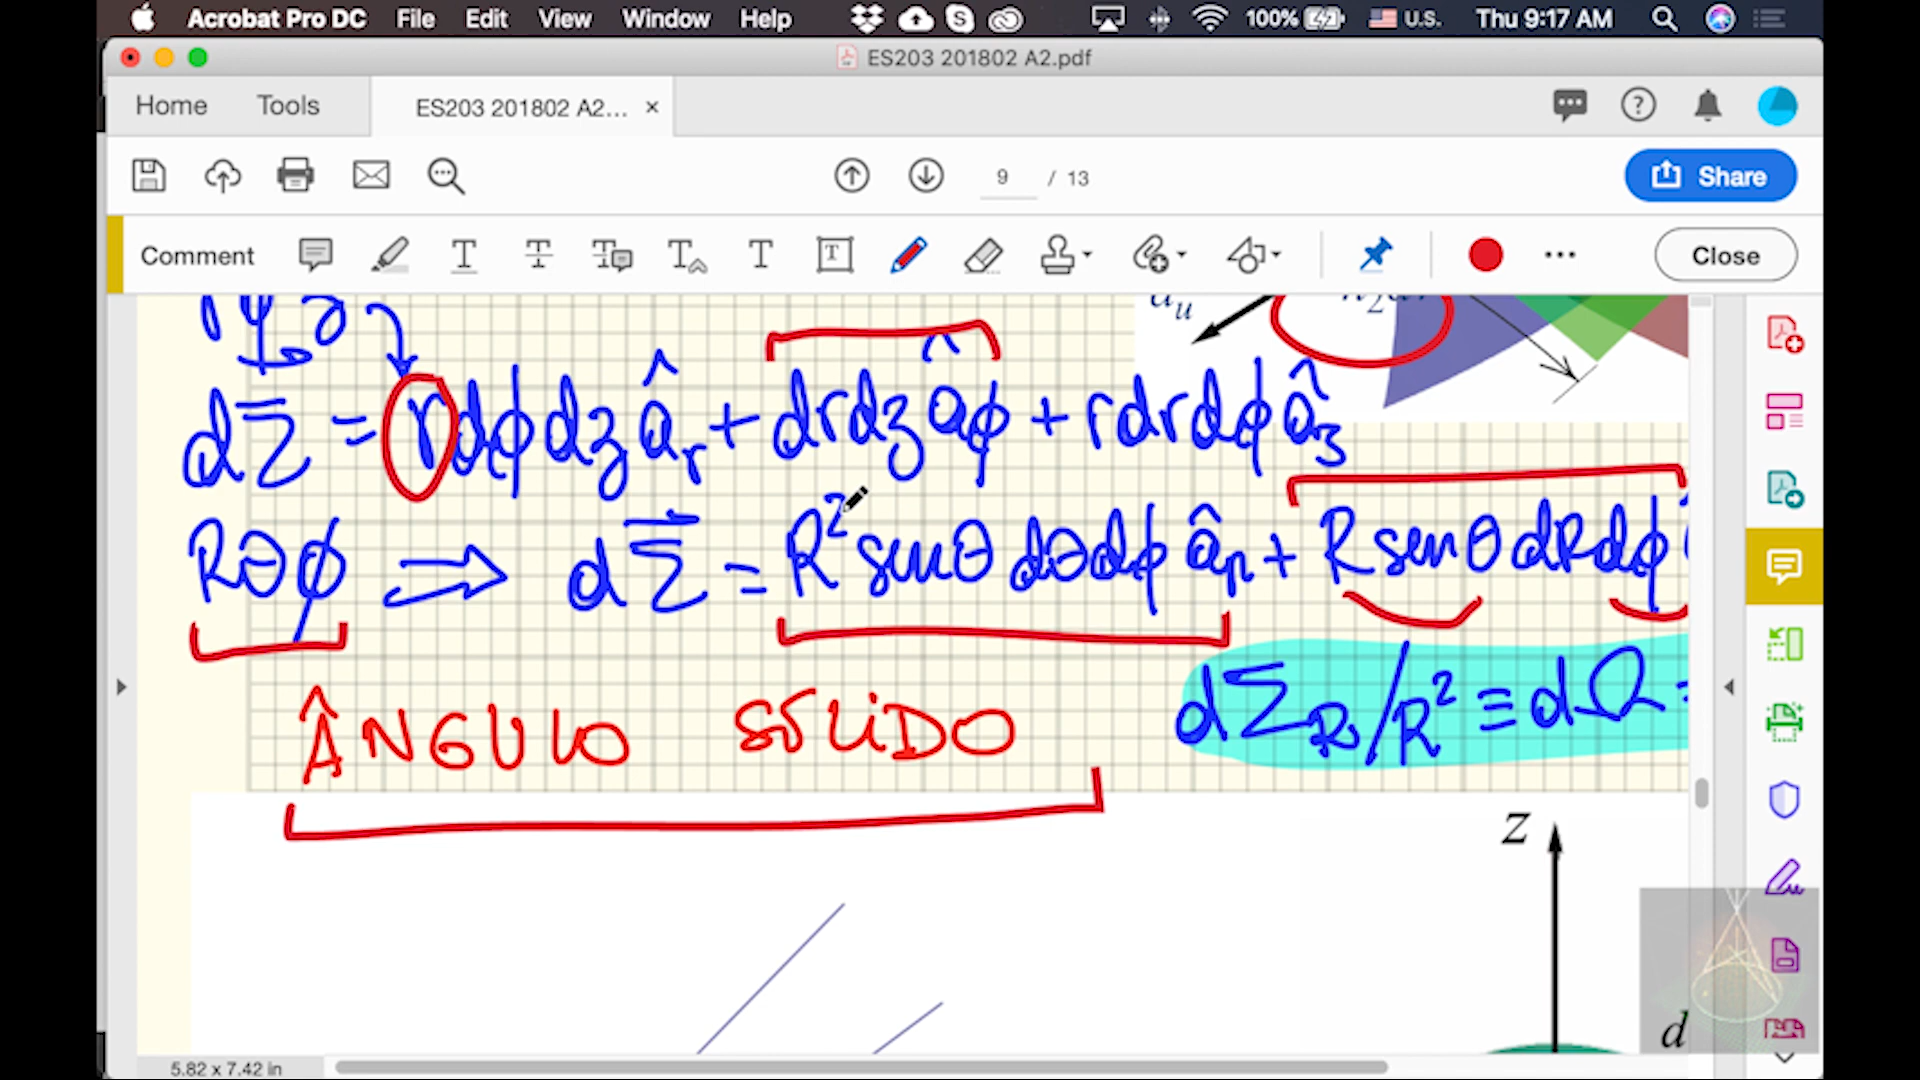 Acrobat Pro DC File Edit View Window Help 100% U.S. Thu 9:17 AM
ES203 201802 A2.pdf
Home Tools ES203 201802 A2... ×
9 / 13 Share
Comment Close
a_u
dΣ̅ = rdϕdz â_r + drdz âϕ + rdrdϕ â_z
Rθϕ ⇒ dΣ̅ = R² senθ dθdϕ â_R + R senθ dRdϕ
dΣ_R/R² ≡ dΩ =
ÂNGULO SÓLiDO
z
d
5.82 x 7.42 in